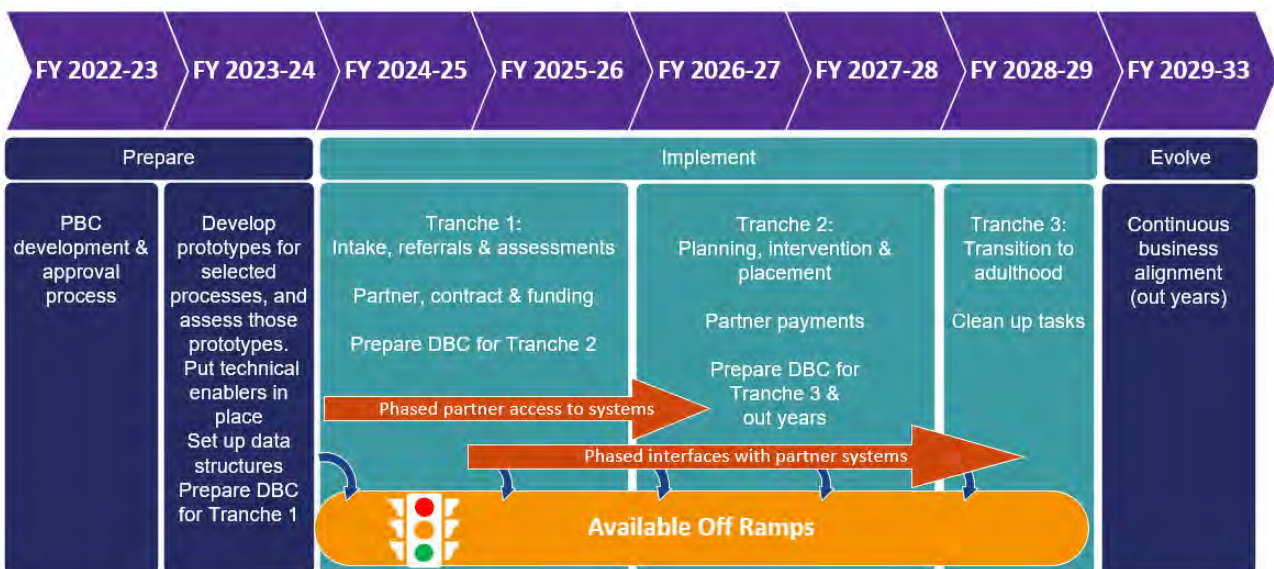 FY 2022-23
FY 2023-24
FY 2024-25
FY 2025-26
FY 2026-27
FY 2027-28
FY 2028-29
FY 2029-33
Prepare
Implement
Evolve
PBC
development &
approval
process
Develop
prototypes for
selected
processes, and
assess those
prototypes.
Put technical
enablers in
place
Set up data
structures
Prepare DBC
for Tranche 1
Tranche 1:
Intake, referrals & assessments
Partner, contract & funding
Prepare DBC for Tranche 2
Tranche 2:
Planning, intervention &
placement
Partner payments
Prepare DBC for
Tranche 3 &
out years
Tranche 3:
Transition to
adulthood
Clean up tasks
Continuous
business
alignment
(out years)
Phased partner access to systems
Phased interfaces with partner systems
Available Off Ramps